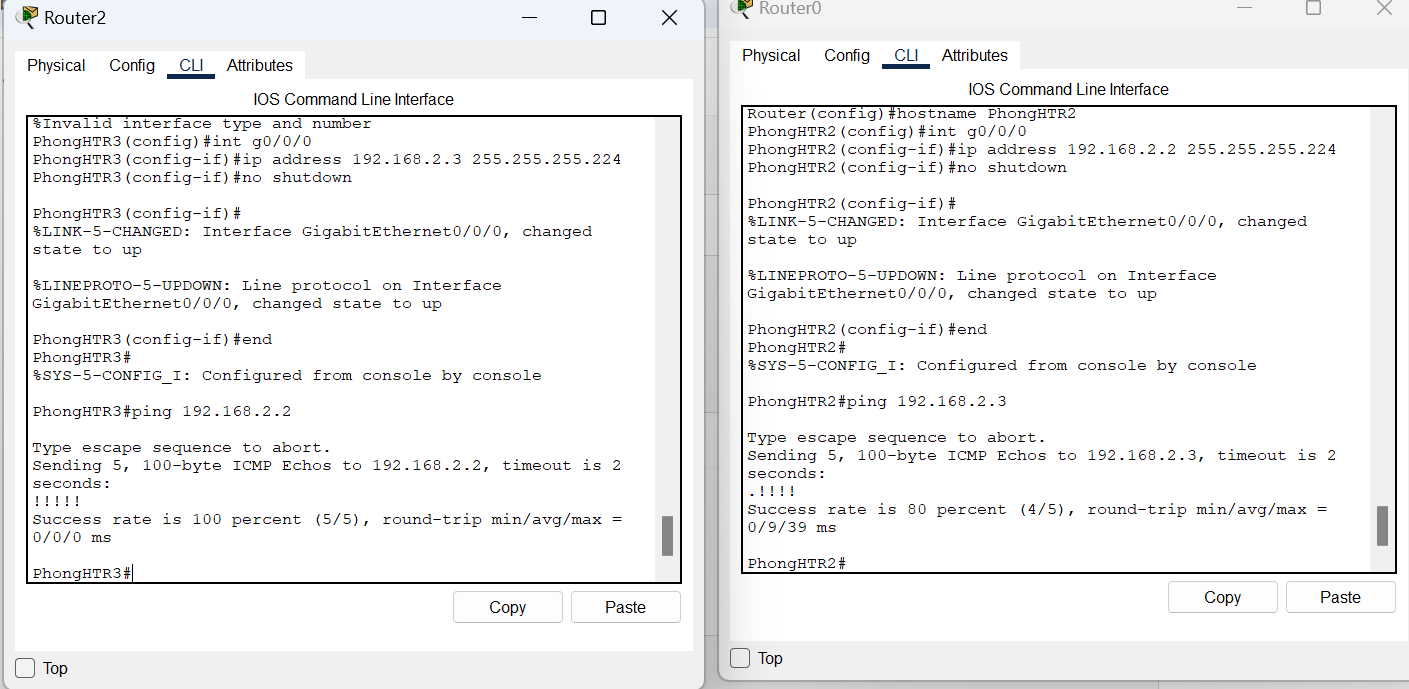 Router2
Physical Config CLI Attributes
IOS Command Line Interface
%Invalid interface type and number
PhongHTR3(config)#int g0/0/0
PhongHTR3(config-if)#ip address 192.168.2.3 255.255.255.224
PhongHTR3(config-if)#no shutdown
PhongHTR3(config-if)#
%LINK-5-CHANGED: Interface GigabitEthernet0/0/0, changed
state to up
%LINEPROTO-5-UPDOWN: Line protocol on Interface
GigabitEthernet0/0/0, changed state to up
PhongHTR3(config-if)#end
PhongHTR3#
%SYS-5-CONFIG_I: Configured from console by console
PhongHTR3#ping 192.168.2.2
Type escape sequence to abort.
Sending 5, 100-byte ICMP Echos to 192.168.2.2, timeout is 2
seconds:
!!!!!
Success rate is 100 percent (5/5), round-trip min/avg/max =
0/0/0 ms
PhongHTR3#
Copy Paste
Top
Router0
Physical Config CLI Attributes
IOS Command Line Interface
Router(config)#hostname PhongHTR2
PhongHTR2(config)#int g0/0/0
PhongHTR2(config-if)#ip address 192.168.2.2 255.255.255.224
PhongHTR2(config-if)#no shutdown
PhongHTR2(config-if)#
%LINK-5-CHANGED: Interface GigabitEthernet0/0/0, changed
state to up
%LINEPROTO-5-UPDOWN: Line protocol on Interface
GigabitEthernet0/0/0, changed state to up
PhongHTR2(config-if)#end
PhongHTR2#
%SYS-5-CONFIG_I: Configured from console by console
PhongHTR2#ping 192.168.2.3
Type escape sequence to abort.
Sending 5, 100-byte ICMP Echos to 192.168.2.3, timeout is 2
seconds:
.!!!!
Success rate is 80 percent (4/5), round-trip min/avg/max =
0/9/39 ms
PhongHTR2#
Copy Paste
Top